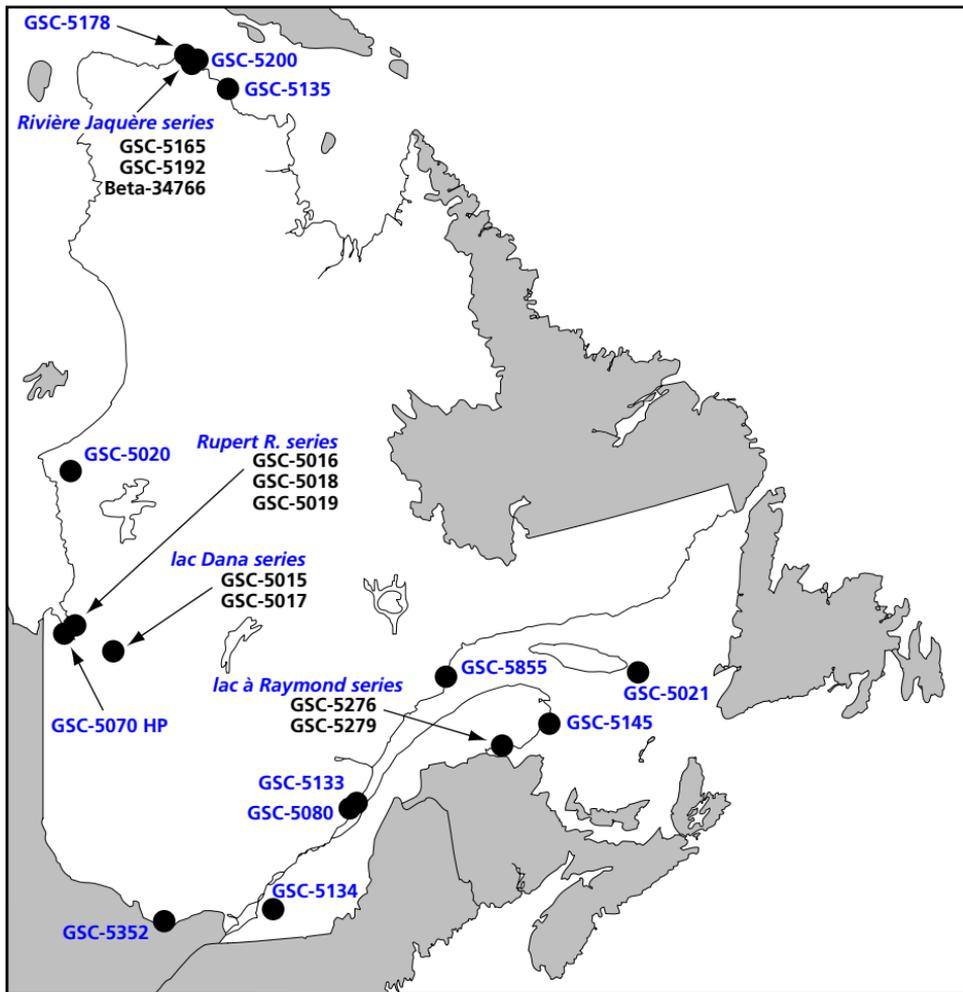 GSC-5178
GSC-5200
GSC-5135
Rivière Jaquère series
GSC-5165
GSC-5192
Beta-34766
GSC-5020
Rupert R. series
GSC-5016
GSC-5018
GSC-5019
lac Dana series
GSC-5015
GSC-5017
GSC-5070 HP
GSC-5855
GSC-5021
lac à Raymond series
GSC-5276
GSC-5279
GSC-5145
GSC-5133
GSC-5080
GSC-5134
GSC-5352